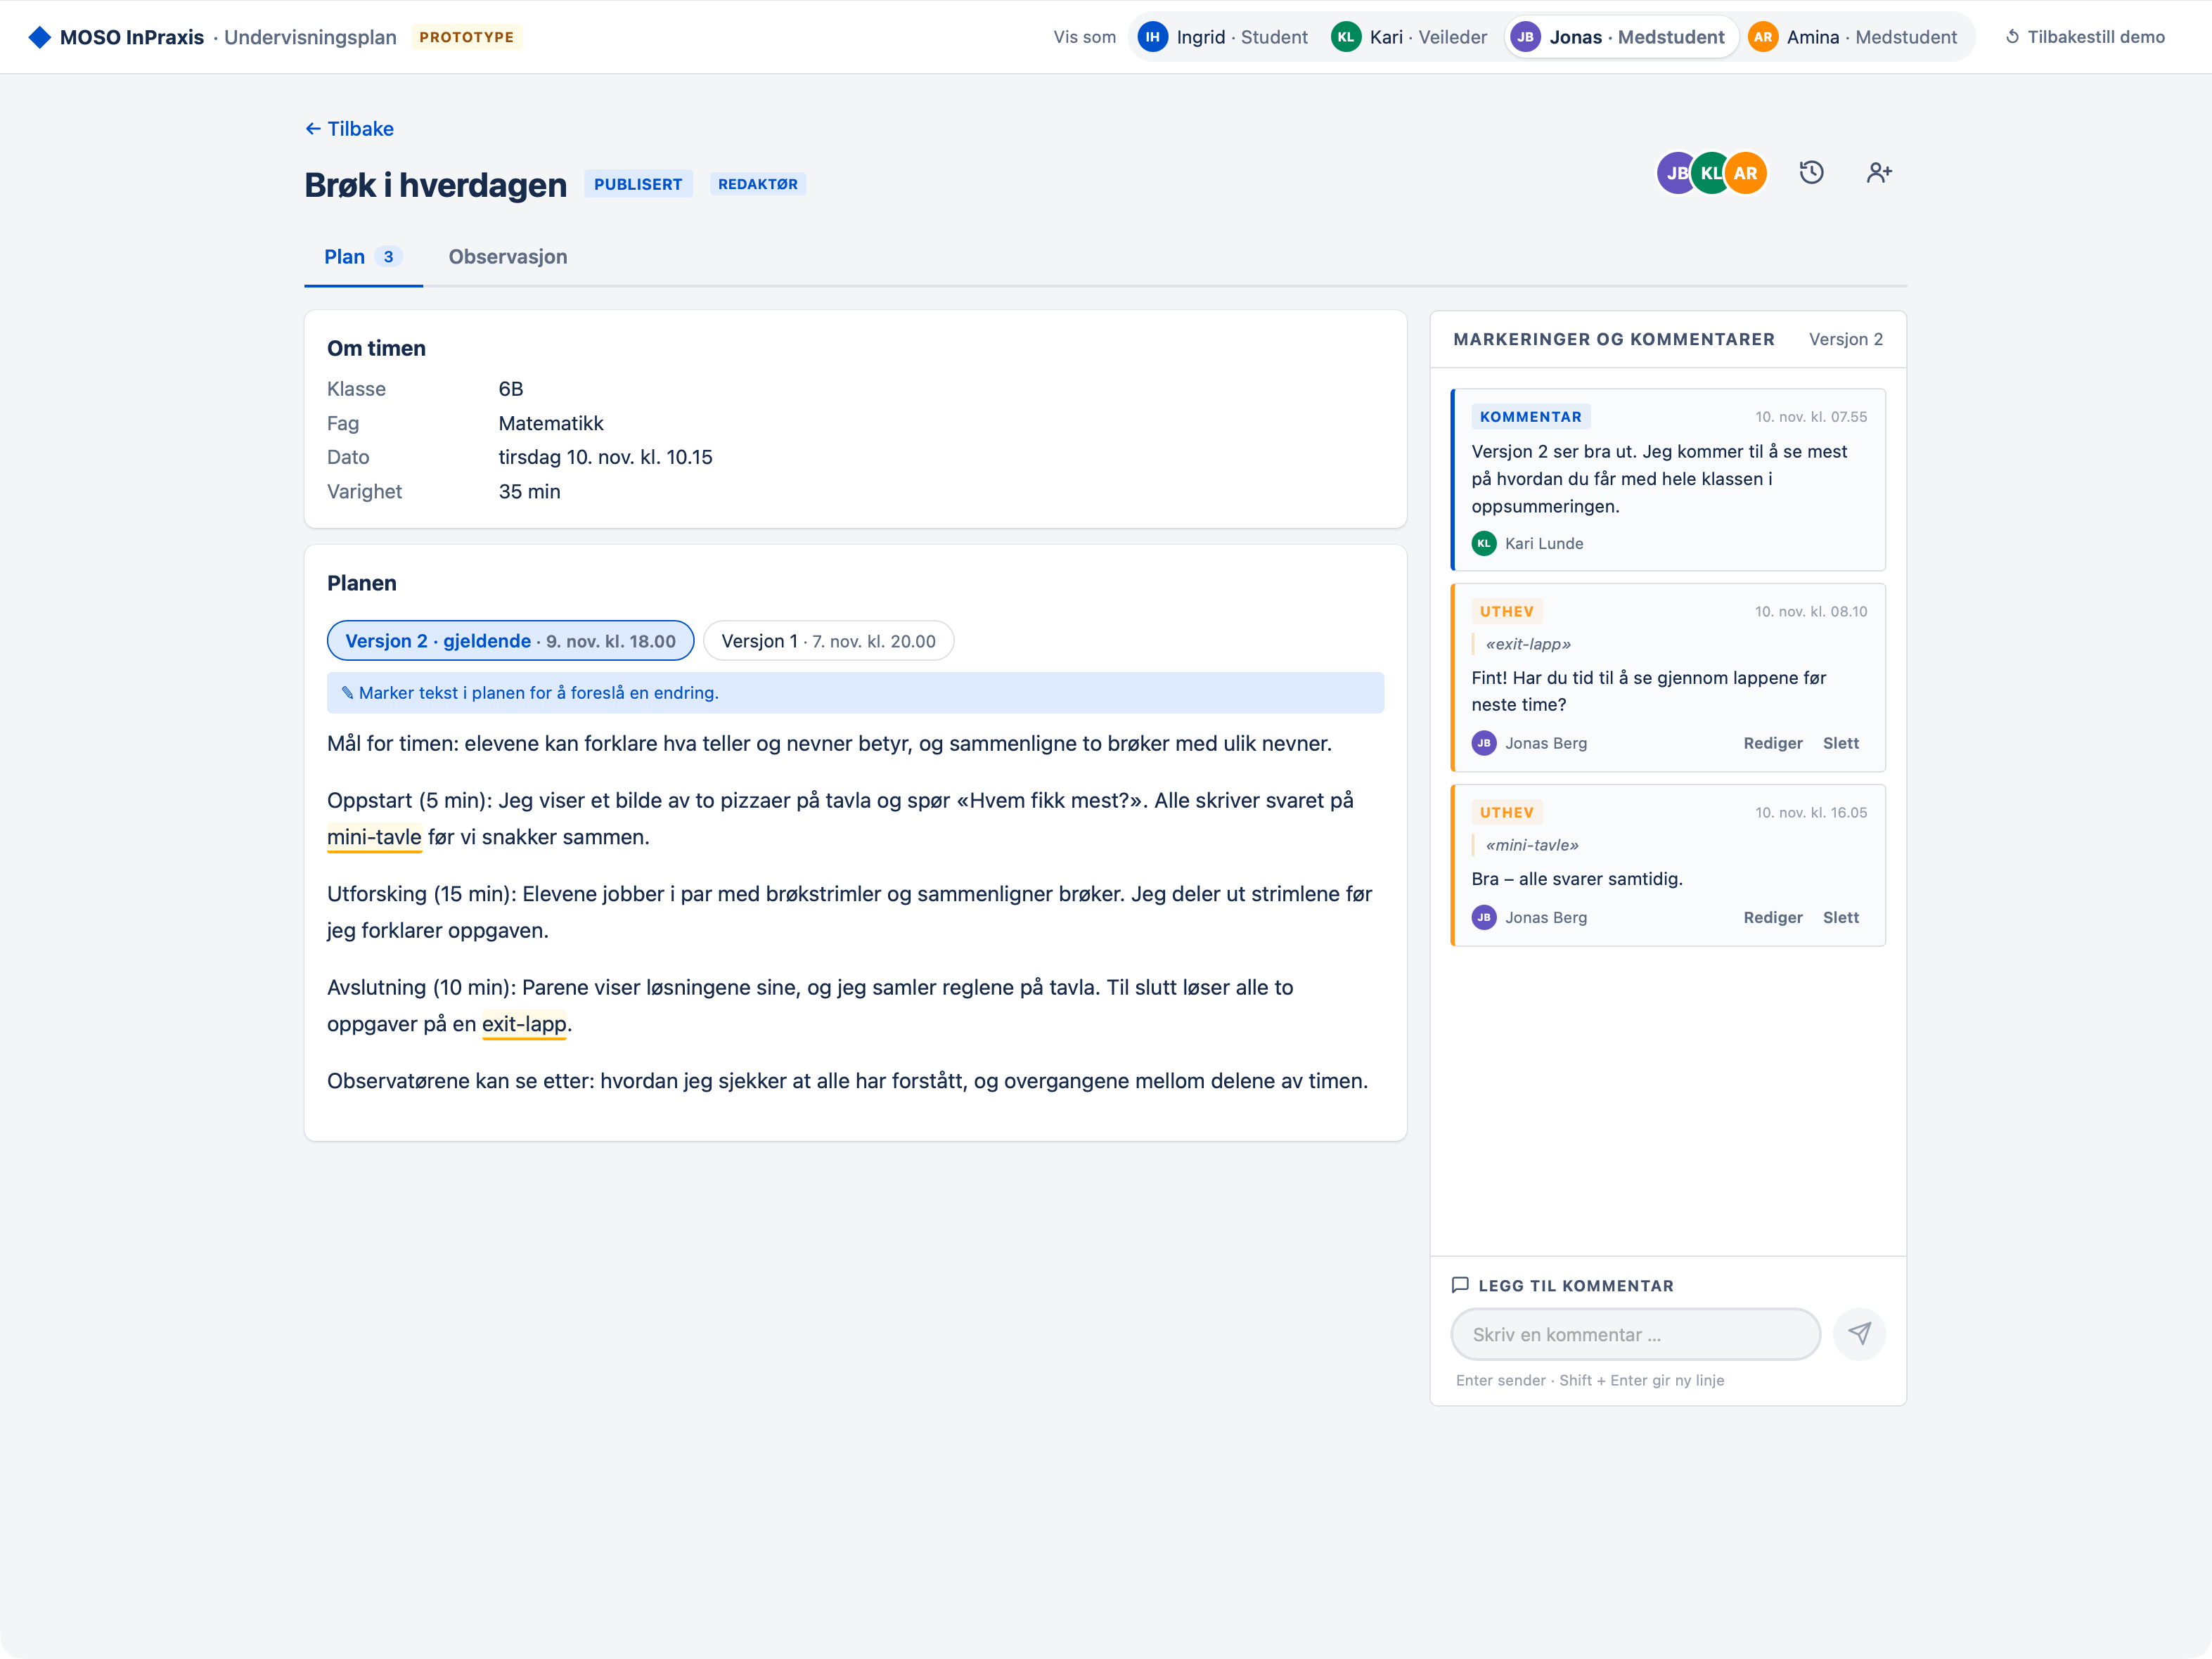 MOSO InPraxis · Undervisningsplan PROTOTYPE
Vis som IH Ingrid · Student KL Kari · Veileder JB Jonas · Medstudent AR Amina · Medstudent Tilbakestill demo
← Tilbake
Brøk i hverdagen PUBLISERT REDAKTØR
JB KL AR
Plan 3 Observasjon
Om timen
Klasse 6B
Fag Matematikk
Dato tirsdag 10. nov. kl. 10.15
Varighet 35 min
Planen
Versjon 2 · gjeldende · 9. nov. kl. 18.00 Versjon 1 · 7. nov. kl. 20.00
✎ Marker tekst i planen for å foreslå en endring.
Mål for timen: elevene kan forklare hva teller og nevner betyr, og sammenligne to brøker med ulik nevner.
Oppstart (5 min): Jeg viser et bilde av to pizzaer på tavla og spør «Hvem fikk mest?». Alle skriver svaret på
mini-tavle før vi snakker sammen.
Utforsking (15 min): Elevene jobber i par med brøkstrimler og sammenligner brøker. Jeg deler ut strimlene før
jeg forklarer oppgaven.
Avslutning (10 min): Parene viser løsningene sine, og jeg samler reglene på tavla. Til slutt løser alle to
oppgaver på en exit-lapp.
Observatørene kan se etter: hvordan jeg sjekker at alle har forstått, og overgangene mellom delene av timen.
MARKERINGER OG KOMMENTARER Versjon 2
KOMMENTAR 10. nov. kl. 07.55
Versjon 2 ser bra ut. Jeg kommer til å se mest
på hvordan du får med hele klassen i
oppsummeringen.
KL Kari Lunde
UTHEV 10. nov. kl. 08.10
«exit-lapp»
Fint! Har du tid til å se gjennom lappene før
neste time?
JB Jonas Berg Rediger Slett
UTHEV 10. nov. kl. 16.05
«mini-tavle»
Bra – alle svarer samtidig.
JB Jonas Berg Rediger Slett
LEGG TIL KOMMENTAR
Skriv en kommentar ...
Enter sender · Shift + Enter gir ny linje